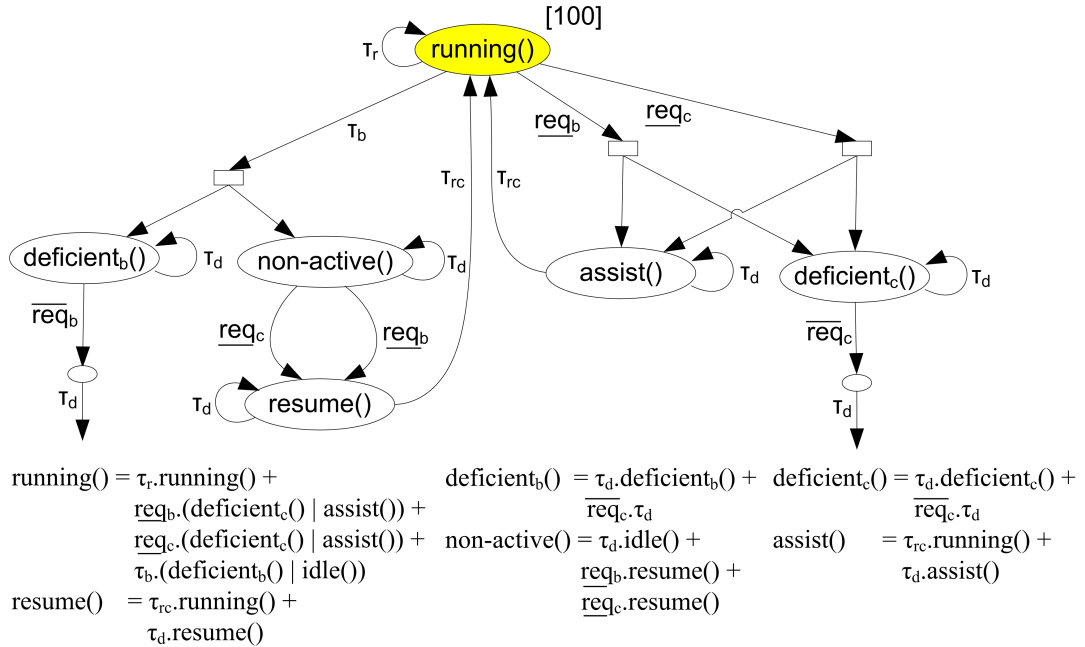 [100]
τr running()
τb reqb reqc
τrc τrc
deficientb() τd non-active() τd assist() τd deficientc() τd
reqb reqc reqb reqc
τd τd resume() τd
running() = τr.running() +
reqb.(deficientc() | assist()) +
reqc.(deficientc() | assist()) +
τb.(deficientb() | idle())
resume() = τrc.running() +
τd.resume()
deficientb() = τd.deficientb() +
reqc.τd
non-active() = τd.idle() +
reqb.resume() +
reqc.resume()
deficientc() = τd.deficientc() +
reqc.τd
assist() = τrc.running() +
τd.assist()